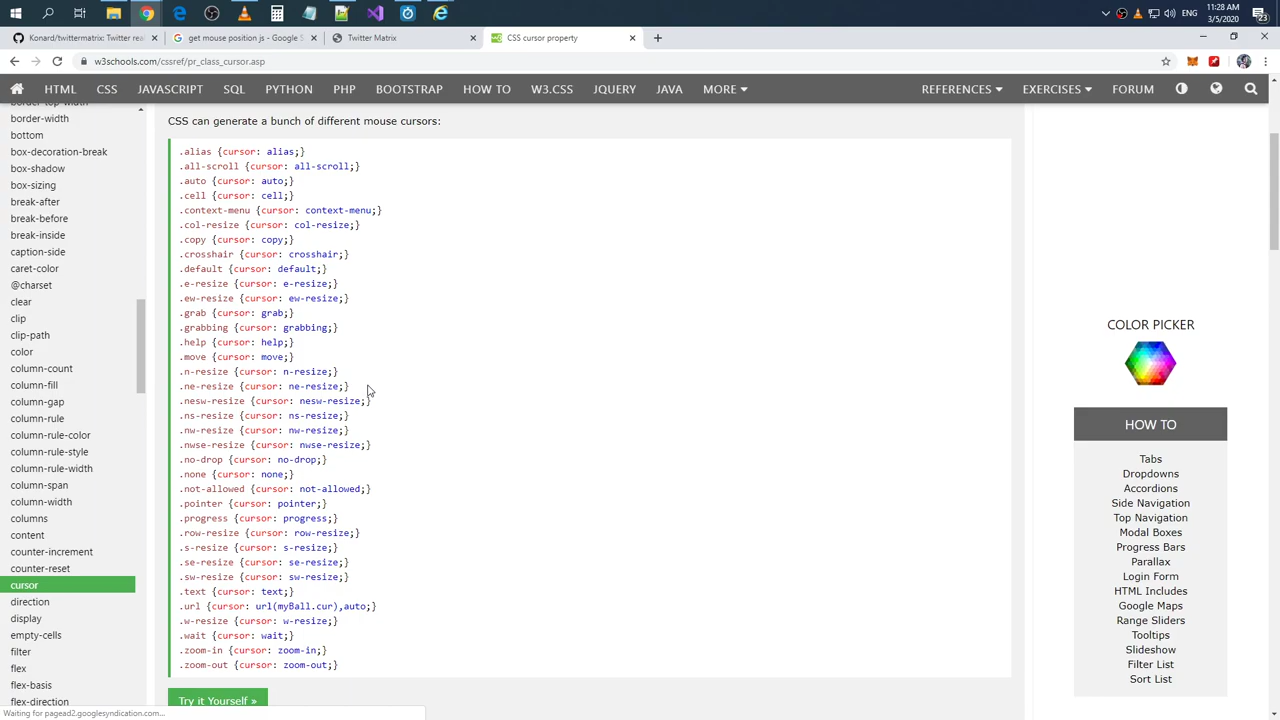 11:28 AM
ENG
3/5/2020
23
Konard/twittermatrix: Twitter rea
get mouse position js - Google S
Twitter Matrix
CSS cursor property
w3schools.com/cssref/pr_class_cursor.asp
HTML CSS JAVASCRIPT SQL PYTHON PHP BOOTSTRAP HOW TO W3.CSS JQUERY JAVA MORE REFERENCES EXERCISES FORUM
border-top-width
border-width
bottom
box-decoration-break
box-shadow
box-sizing
break-after
break-before
break-inside
caption-side
caret-color
@charset
clear
clip
clip-path
color
column-count
column-fill
column-gap
column-rule
column-rule-color
column-rule-style
column-rule-width
column-span
column-width
columns
content
counter-increment
counter-reset
cursor
direction
display
empty-cells
filter
flex
flex-basis
flex-direction
CSS can generate a bunch of different mouse cursors:
.alias {cursor: alias;}
.all-scroll {cursor: all-scroll;}
.auto {cursor: auto;}
.cell {cursor: cell;}
.context-menu {cursor: context-menu;}
.col-resize {cursor: col-resize;}
.copy {cursor: copy;}
.crosshair {cursor: crosshair;}
.default {cursor: default;}
.e-resize {cursor: e-resize;}
.ew-resize {cursor: ew-resize;}
.grab {cursor: grab;}
.grabbing {cursor: grabbing;}
.help {cursor: help;}
.move {cursor: move;}
.n-resize {cursor: n-resize;}
.ne-resize {cursor: ne-resize;}
.nesw-resize {cursor: nesw-resize;}
.ns-resize {cursor: ns-resize;}
.nw-resize {cursor: nw-resize;}
.nwse-resize {cursor: nwse-resize;}
.no-drop {cursor: no-drop;}
.none {cursor: none;}
.not-allowed {cursor: not-allowed;}
.pointer {cursor: pointer;}
.progress {cursor: progress;}
.row-resize {cursor: row-resize;}
.s-resize {cursor: s-resize;}
.se-resize {cursor: se-resize;}
.sw-resize {cursor: sw-resize;}
.text {cursor: text;}
.url {cursor: url(myBall.cur),auto;}
.w-resize {cursor: w-resize;}
.wait {cursor: wait;}
.zoom-in {cursor: zoom-in;}
.zoom-out {cursor: zoom-out;}
Try it Yourself »
COLOR PICKER
HOW TO
Tabs
Dropdowns
Accordions
Side Navigation
Top Navigation
Modal Boxes
Progress Bars
Parallax
Login Form
HTML Includes
Google Maps
Range Sliders
Tooltips
Slideshow
Filter List
Sort List
Waiting for pagead2.googlesyndication.com...